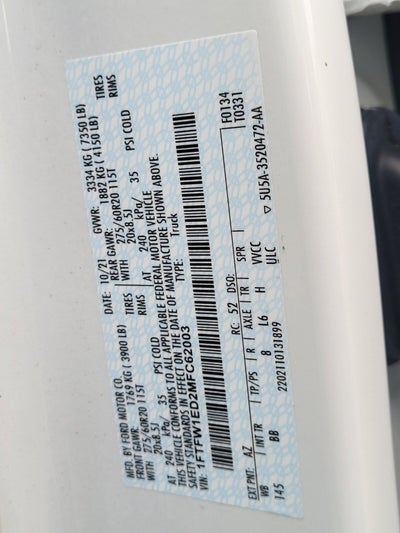 MFD. BY FORD MOTOR CO.
DATE: 10/21
GVWR: 3334 KG ( 7350 LB)
FRONT GAWR: 1769 KG ( 3900 LB)
REAR GAWR: 1882 KG ( 4150 LB)
WITH 275/60R20 115T TIRES
WITH 275/60R20 115T TIRES
20x8.5J RIMS
20x8.5J RIMS
AT 240 kPa/ 35 PSI COLD
AT 240 kPa/ 35 PSI COLD
THIS VEHICLE CONFORMS TO ALL APPLICABLE FEDERAL MOTOR VEHICLE
SAFETY STANDARDS IN EFFECT ON THE DATE OF MANUFACTURE SHOWN ABOVE.
VIN: 1FTFW1ED2MFC62003
TYPE: Truck
F0134
T0331
EXT PNT: AZ RC: 52 DSO:
WB INT TR TP/PS R AXLE TR SPR
145 BB 8 L6 H VVCC
ULC
2202110131899
▽ 5U5A-3520472-AA